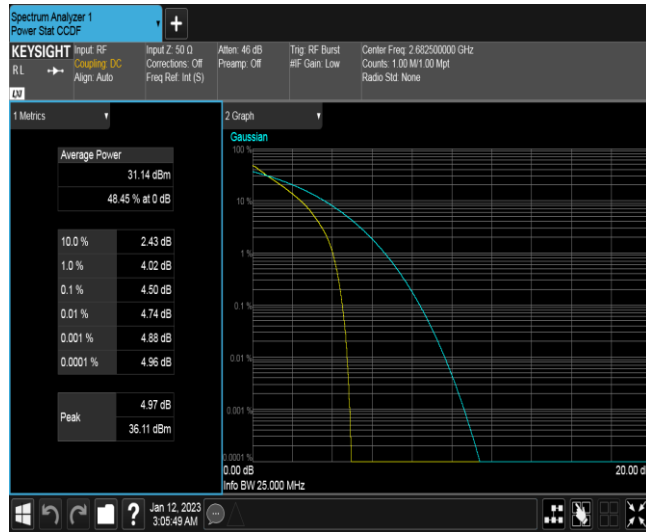 Spectrum Analyzer 1
Power Stat CCDF
+
KEYSIGHT
RL
LXI
Input: RF
Coupling: DC
Align: Auto
Input Z: 50 Ω
Corrections: Off
Freq Ref: Int (S)
Atten: 46 dB
Preamp: Off
Trig: RF Burst
#IF Gain: Low
Center Freq: 2.682500000 GHz
Counts: 1.00 M/1.00 Mpt
Radio Std: None
1 Metrics
Average Power
31.14 dBm
48.45 % at 0 dB
10.0 % 2.43 dB
1.0 % 4.02 dB
0.1 % 4.50 dB
0.01 % 4.74 dB
0.001 % 4.88 dB
0.0001 % 4.96 dB
Peak
4.97 dB
36.11 dBm
2 Graph
Gaussian
100 %
10 %
1 %
0.1 %
0.01 %
0.001 %
0.0001 %
0.00 dB
20.00 d
Info BW 25.000 MHz
?
Jan 12, 2023
3:05:49 AM